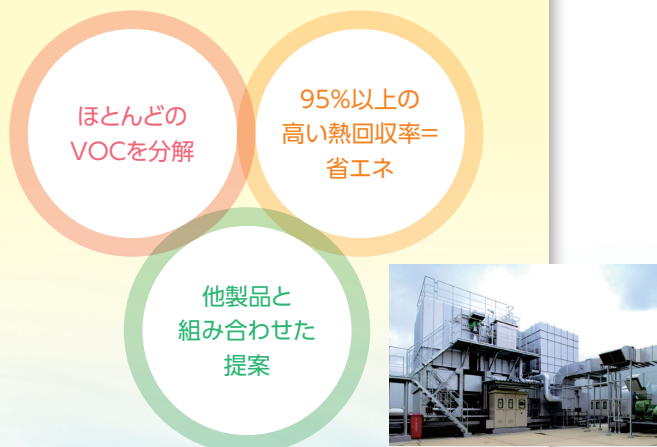 ほとんどの
VOCを分解
95%以上の
高い熱回収率=
省エネ
他製品と
組み合わせた
提案